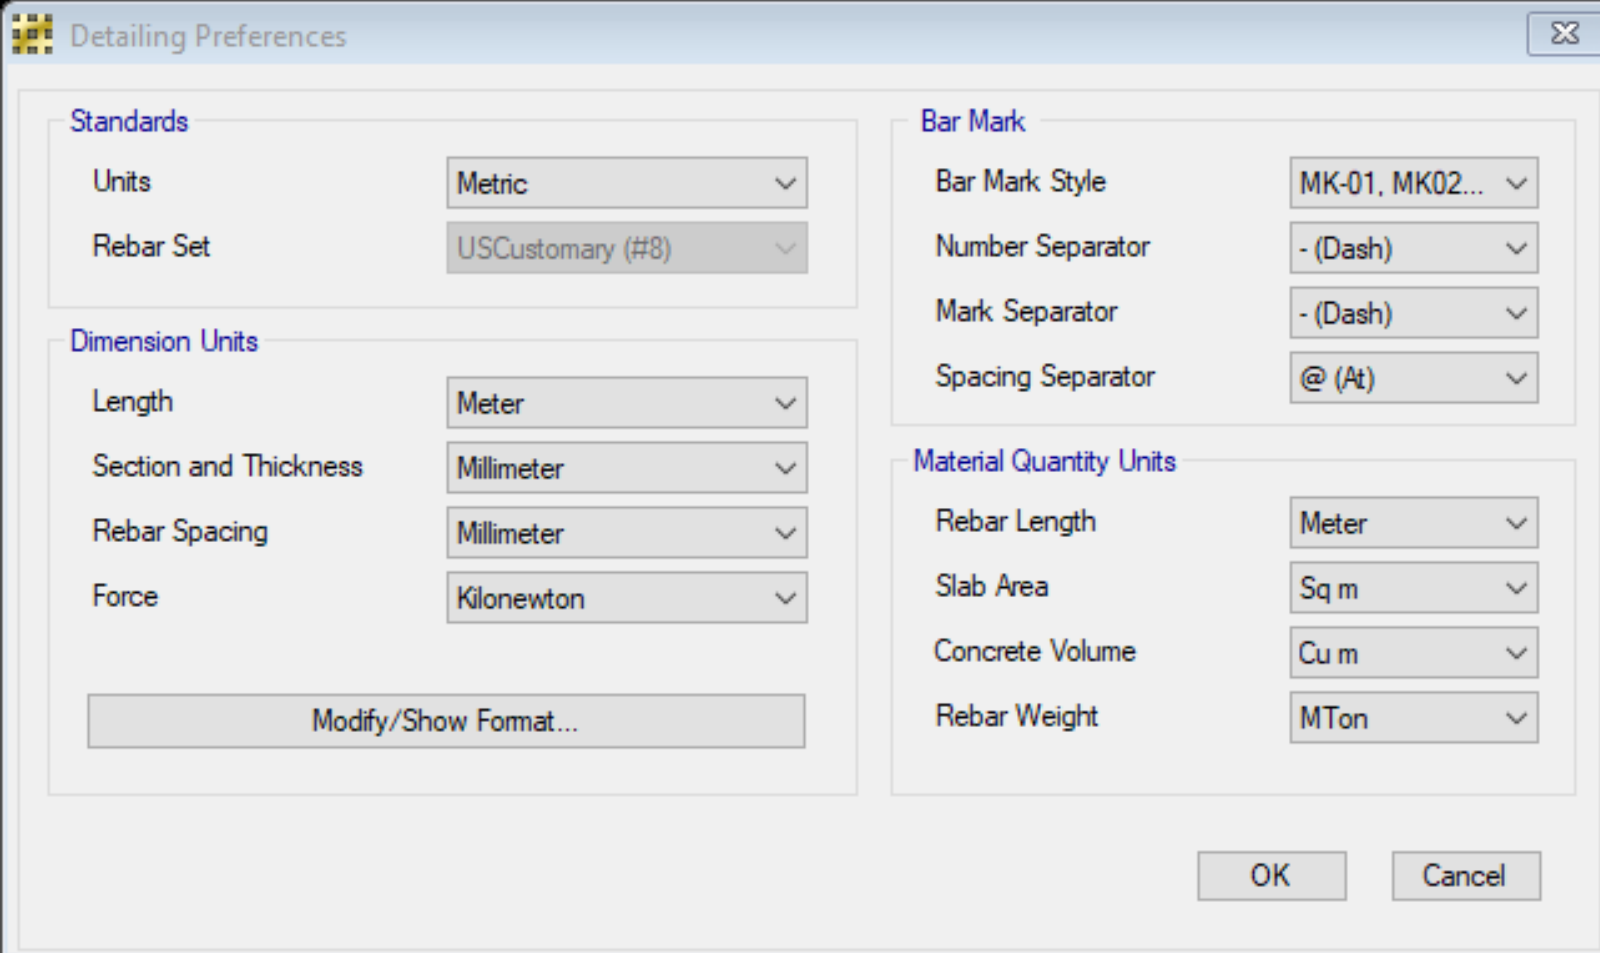 Detailing Preferences
Standards
Units Metric
Rebar Set USCustomary (#8)
Dimension Units
Length Meter
Section and Thickness Millimeter
Rebar Spacing Millimeter
Force Kilonewton
Modify/Show Format...
Bar Mark
Bar Mark Style MK-01, MK02...
Number Separator - (Dash)
Mark Separator - (Dash)
Spacing Separator @ (At)
Material Quantity Units
Rebar Length Meter
Slab Area Sq m
Concrete Volume Cu m
Rebar Weight MTon
OK Cancel